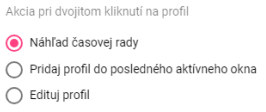 Akcia pri dvojitom kliknutí na profil
Náhľad časovej rady
Pridaj profil do posledného aktívneho okna
Edituj profil